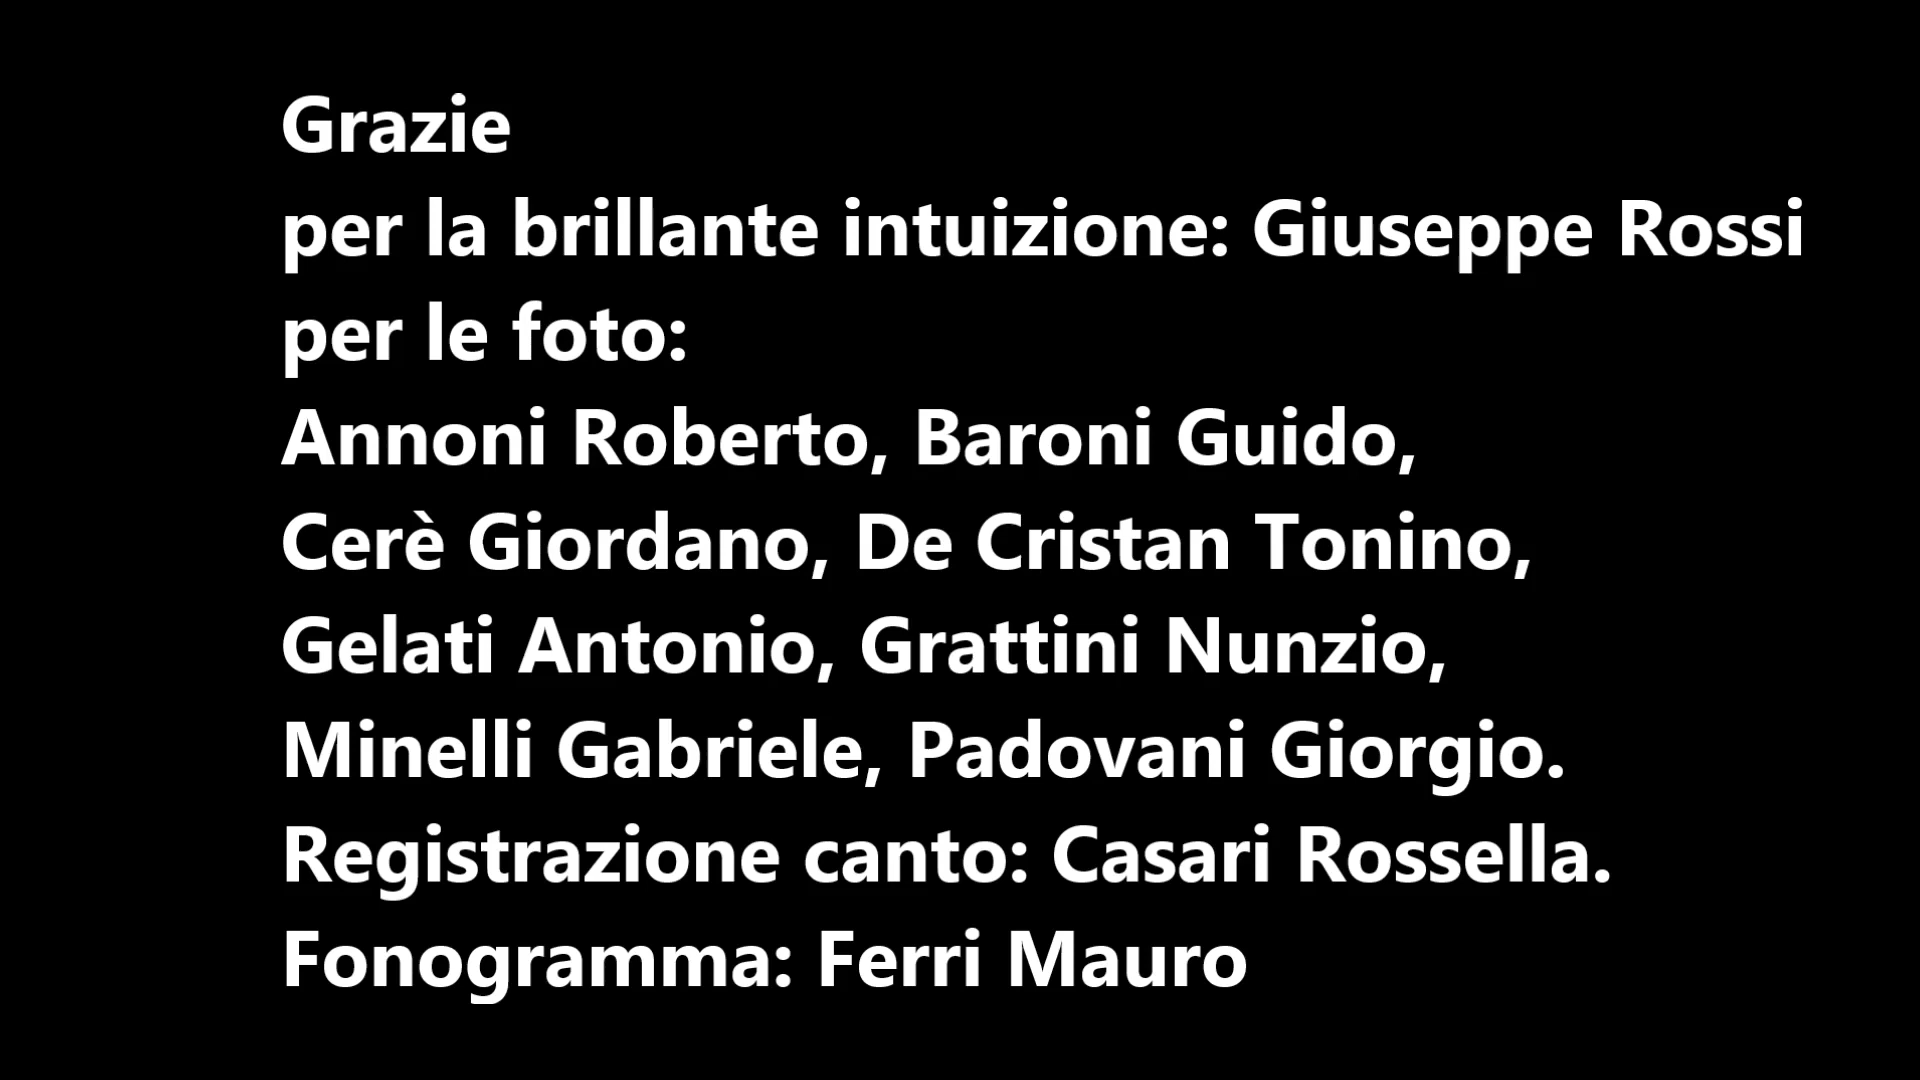 Grazie
per la brillante intuizione: Giuseppe Rossi
per le foto:
Annoni Roberto, Baroni Guido,
Cerè Giordano, De Cristan Tonino,
Gelati Antonio, Grattini Nunzio,
Minelli Gabriele, Padovani Giorgio.
Registrazione canto: Casari Rossella.
Fonogramma: Ferri Mauro